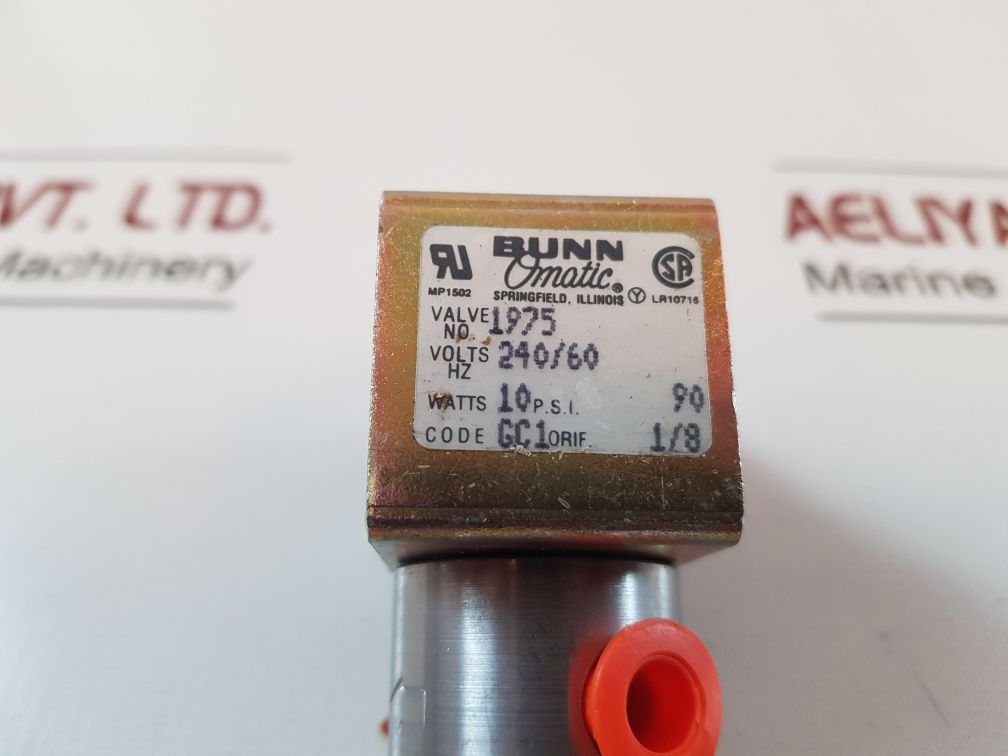 VT. LTD.
Machinery
AELIYA
Marine
BUNN
Omatic®
SPRINGFIELD, ILLINOIS Y
MP1502
LR10716
VALVE NO. 1975
VOLTS HZ 240/60
WATTS 10 P.S.I. 90
CODE GC1 ORIF. 1/8